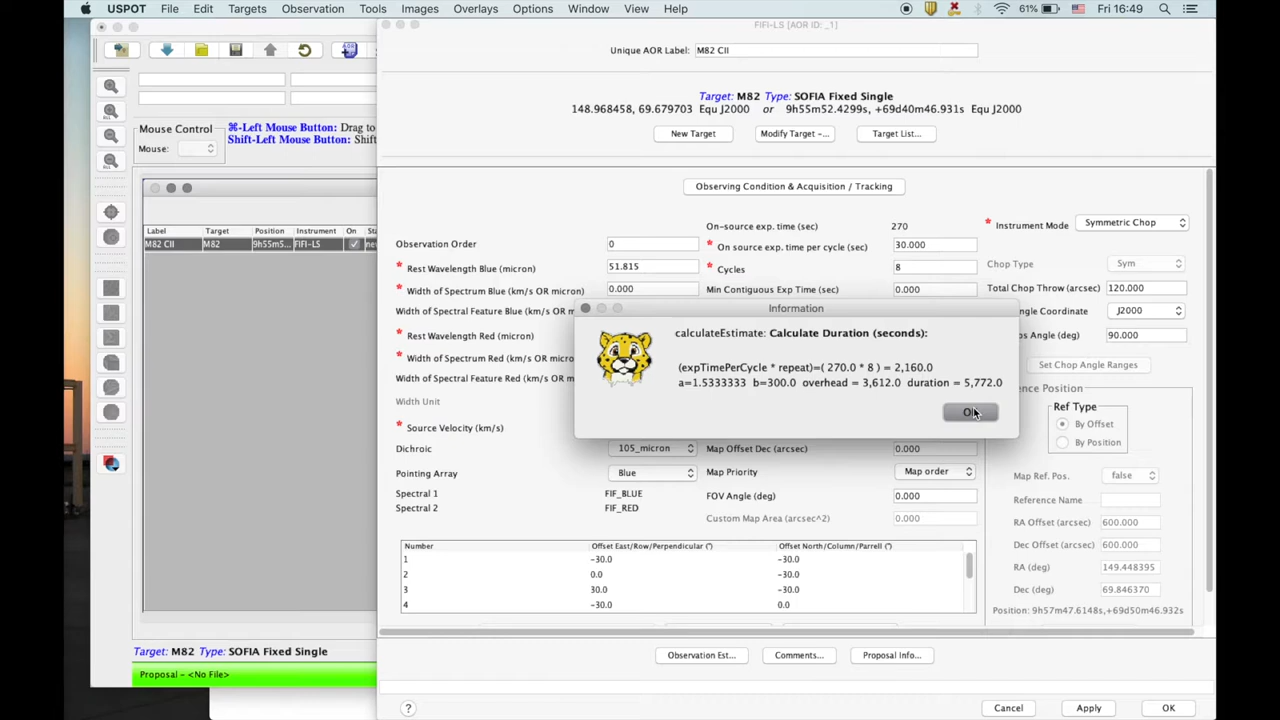 USPOT File Edit Targets Observation Tools Images Overlays Options Window View Help 61% Fri 16:49
FIFI-LS [AOR ID: _1]
Unique AOR Label: M82 CII
Target: M82 Type: SOFIA Fixed Single
148.968458, 69.679703 Equ J2000 or 9h55m52.4299s, +69d40m46.931s Equ J2000
New Target Modify Target -... Target List...
Mouse Control
Mouse:
⌘-Left Mouse Button: Drag to
Shift-Left Mouse Button: Shif
Observing Condition & Acquisition / Tracking
Label Target Position Instrument On Sta
M82 CII M82 9h55m5... FIFI-LS nev
On-source exp. time (sec) 270
* Instrument Mode Symmetric Chop
Observation Order 0
* On source exp. time per cycle (sec) 30.000
* Rest Wavelength Blue (micron) 51.815
* Cycles 8
Chop Type Sym
* Width of Spectrum Blue (km/s OR micron) 0.000
Min Contiguous Exp Time (sec) 0.000
Total Chop Throw (arcsec) 120.000
Width of Spectral Feature Blue (km/s OR m
ngle Coordinate J2000
* Rest Wavelength Red (micron)
os Angle (deg) 90.000
* Width of Spectrum Red (km/s OR micron)
Set Chop Angle Ranges
Width of Spectral Feature Red (km/s OR m
Width Unit
* Source Velocity (km/s)
Information
calculateEstimate: Calculate Duration (seconds):
(expTimePerCycle * repeat)=( 270.0 * 8 ) = 2,160.0
a=1.5333333 b=300.0 overhead = 3,612.0 duration = 5,772.0
ence Position
Ref Type
By Offset
By Position
Dichroic 105_micron
Map Offset Dec (arcsec) 0.000
Pointing Array Blue
Map Priority Map order
Map Ref. Pos. false
Spectral 1 FIF_BLUE
FOV Angle (deg) 0.000
Reference Name
Spectral 2 FIF_RED
Custom Map Area (arcsec^2) 0.000
RA Offset (arcsec) 600.000
Number Offset East/Row/Perpendicular (") Offset North/Column/Parrell (")
Dec Offset (arcsec) 600.000
1 -30.0 -30.0
RA (deg) 149.448395
2 0.0 -30.0
Dec (deg) 69.846370
3 30.0 -30.0
4 -30.0 0.0
Position: 9h57m47.6148s,+69d50m46.932s
Target: M82 Type: SOFIA Fixed Single
Observation Est... Comments... Proposal Info...
Proposal - <No File>
? Cancel Apply OK